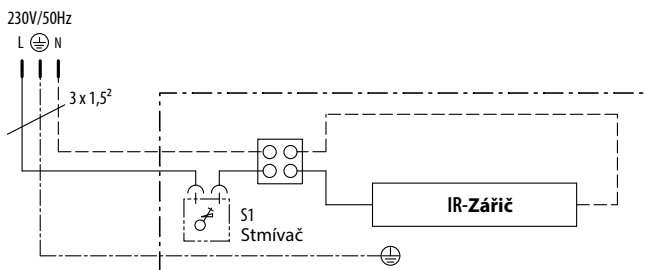 230V/50Hz
L N
3 x 1,5²
S1
Stmívač
IR-Zářič